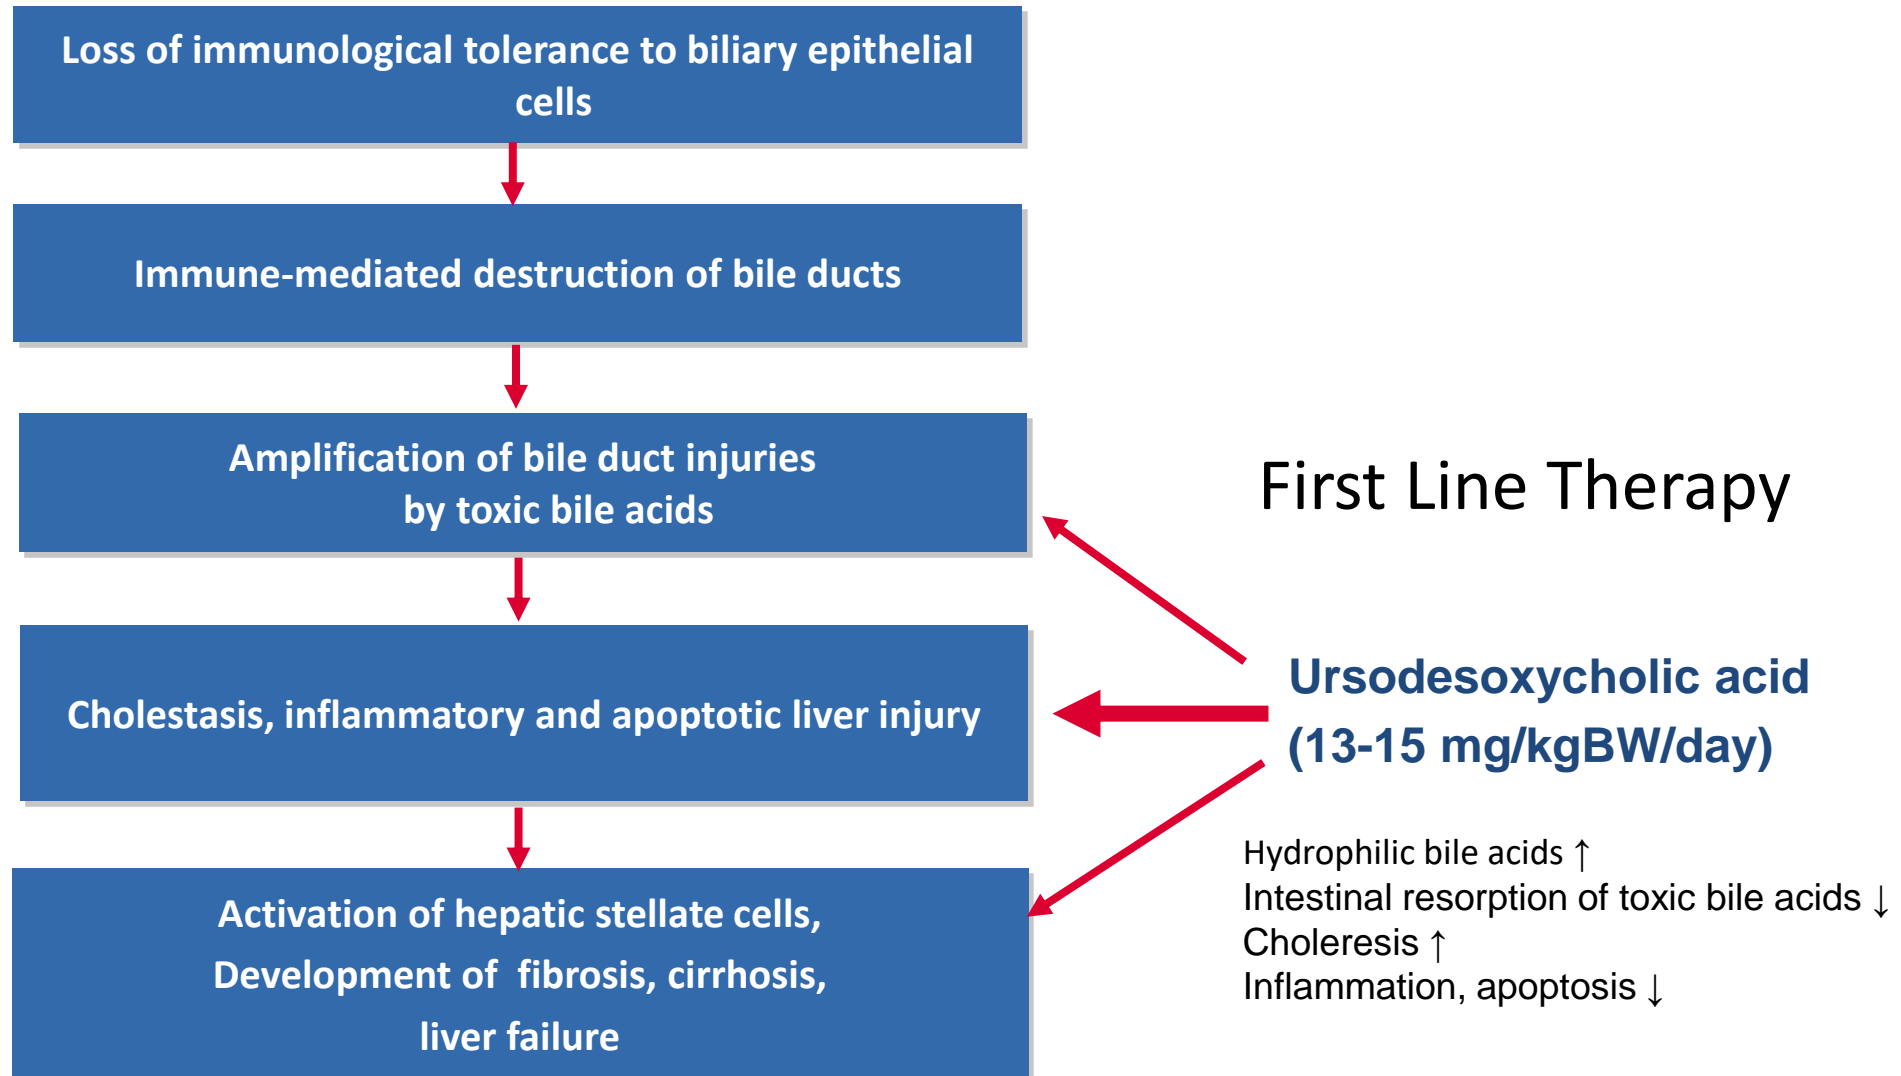 Loss of immunological tolerance to biliary epithelial
cells
Immune-mediated destruction of bile ducts
Amplification of bile duct injuries
by toxic bile acids
Cholestasis, inflammatory and apoptotic liver injury
Activation of hepatic stellate cells,
Development of fibrosis, cirrhosis,
liver failure
First Line Therapy
Ursodesoxycholic acid
(13-15 mg/kgBW/day)
Hydrophilic bile acids ↑
Intestinal resorption of toxic bile acids ↓
Choleresis ↑
Inflammation, apoptosis ↓